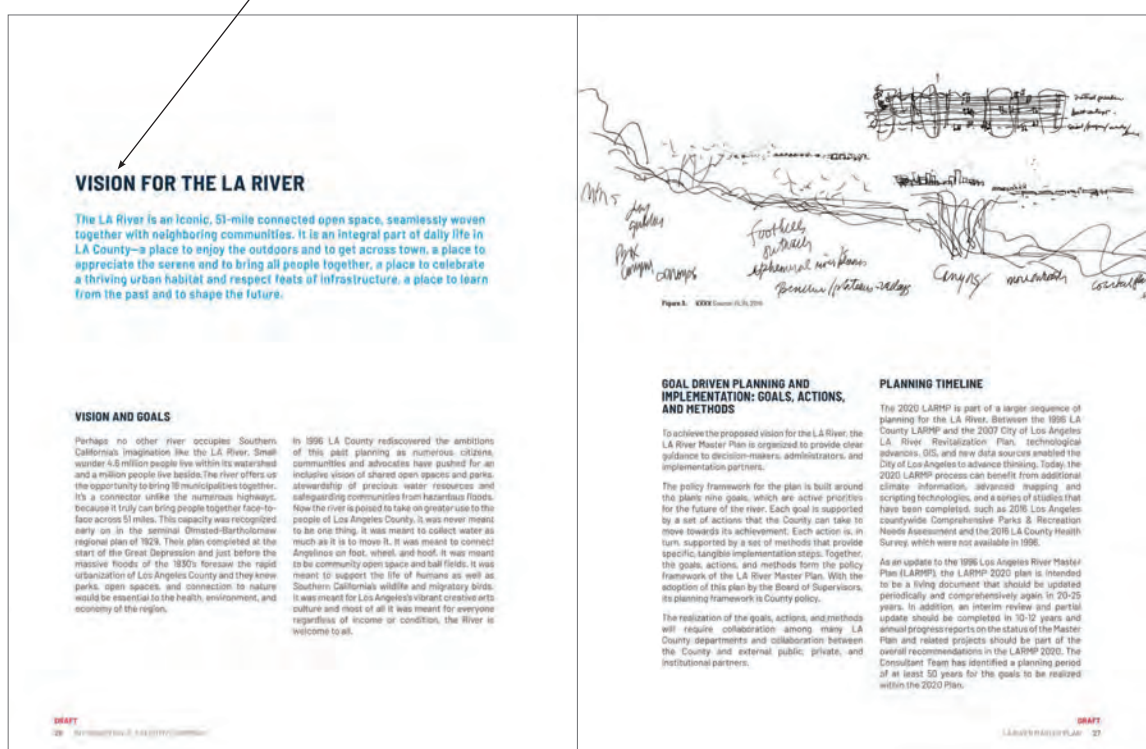 VISION FOR THE LA RIVER
The LA River is an iconic, 51-mile connected open space, seamlessly woven
together with neighboring communities. It is an integral part of daily life in
LA County—a place to enjoy the outdoors and to get across town, a place to
appreciate the serene and to bring all people together, a place to celebrate
a thriving urban habitat and respect feats of infrastructure, a place to learn
from the past and to shape the future.
VISION AND GOALS
Perhaps no other river occupies Southern
California's imagination like the LA River. Small
wonder 4.6 million people live within its watershed
and a million people live beside. The river offers us
the opportunity to bring 18 municipalities together.
It's a connector unlike the numerous highways,
because it truly can bring people together face-to-
face across 51 miles. This capacity was recognized
early on in the seminal Olmsted-Bartholomew
regional plan of 1929. Their plan completed at the
start of the Great Depression and just before the
massive floods of the 1930's foresaw the rapid
urbanization of Los Angeles County and they knew
parks, open spaces, and connection to nature
would be essential to the health, environment, and
economy of the region.
In 1996 LA County rediscovered the ambitions
of this past planning as numerous citizens,
communities and advocates have pushed for an
inclusive vision of shared open spaces and parks,
stewardship of precious water resources and
safeguarding communities from hazardous floods.
Now the river is poised to take on greater use to the
people of Los Angeles County. It was never meant
to be one thing. It was meant to collect water as
much as it is to move it. It was meant to connect
Angelinos on foot, wheel, and hoof. It was meant
to be community open space and ball fields. It was
meant to support the life of humans as well as
Southern California's wildlife and migratory birds.
It was meant for Los Angeles's vibrant creative arts
culture and most of all it was meant for everyone
regardless of income or condition, the River is
welcome to all.
DRAFT
26
Mtns
foothills
outwash
ephemeral
canyons
Canyons
Figure 5. XXXX Source: OLIN, 2016
GOAL DRIVEN PLANNING AND
IMPLEMENTATION: GOALS, ACTIONS,
AND METHODS
To achieve the proposed vision for the LA River, the
LA River Master Plan is organized to provide clear
guidance to decision-makers, administrators, and
implementation partners.
The policy framework for the plan is built around
the plan's nine goals, which are active priorities
for the future of the river. Each goal is supported
by a set of actions that the County can take to
move towards its achievement. Each action is, in
turn, supported by a set of methods that provide
specific, tangible implementation steps. Together,
the goals, actions, and methods form the policy
framework of the LA River Master Plan. With the
adoption of this plan by the Board of Supervisors,
its planning framework is County policy.
The realization of the goals, actions, and methods
will require collaboration among many LA
County departments and collaboration between
the County and external public, private, and
institutional partners.
PLANNING TIMELINE
The 2020 LARMP is part of a larger sequence of
planning for the LA River. Between the 1996 LA
County LARMP and the 2007 City of Los Angeles
LA River Revitalization Plan, technological
advances, GIS, and new data sources enabled the
City of Los Angeles to advance thinking. Today, the
2020 LARMP process can benefit from additional
climate information, advanced mapping and
scripting technologies, and a series of studies that
have been completed, such as 2016 Los Angeles
countywide Comprehensive Parks & Recreation
Needs Assessment and the 2016 LA County Health
Survey, which were not available in 1996.
As an update to the 1996 Los Angeles River Master
Plan (LARMP), the LARMP 2020 plan is intended
to be a living document that should be updated
periodically and comprehensively again in 20-25
years. In addition, an interim review and partial
update should be completed in 10-12 years and
annual progress reports on the status of the Master
Plan and related projects should be part of the
overall recommendations in the LARMP 2020. The
Consultant Team has identified a planning period
of at least 50 years for the goals to be realized
within the 2020 Plan.
DRAFT
LA RIVER MASTER PLAN 27